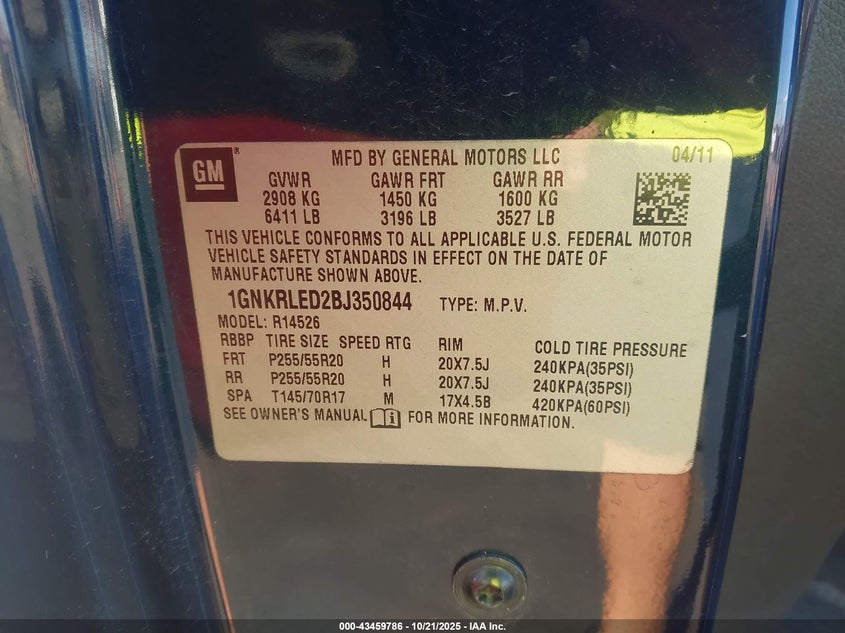 GM ®
MFD BY GENERAL MOTORS LLC 04/11
GVWR GAWR FRT GAWR RR
2908 KG 1450 KG 1600 KG
6411 LB 3196 LB 3527 LB
THIS VEHICLE CONFORMS TO ALL APPLICABLE U.S. FEDERAL MOTOR
VEHICLE SAFETY STANDARDS IN EFFECT ON THE DATE OF
MANUFACTURE SHOWN ABOVE.
1GNKRLED2BJ350844 TYPE: M.P.V.
MODEL: R14526
RBBP TIRE SIZE SPEED RTG RIM COLD TIRE PRESSURE
FRT P255/55R20 H 20X7.5J 240KPA(35PSI)
RR P255/55R20 H 20X7.5J 240KPA(35PSI)
SPA T145/70R17 M 17X4.5B 420KPA(60PSI)
SEE OWNER'S MANUAL i FOR MORE INFORMATION.
000-43459786 - 10/21/2025 - IAA Inc.